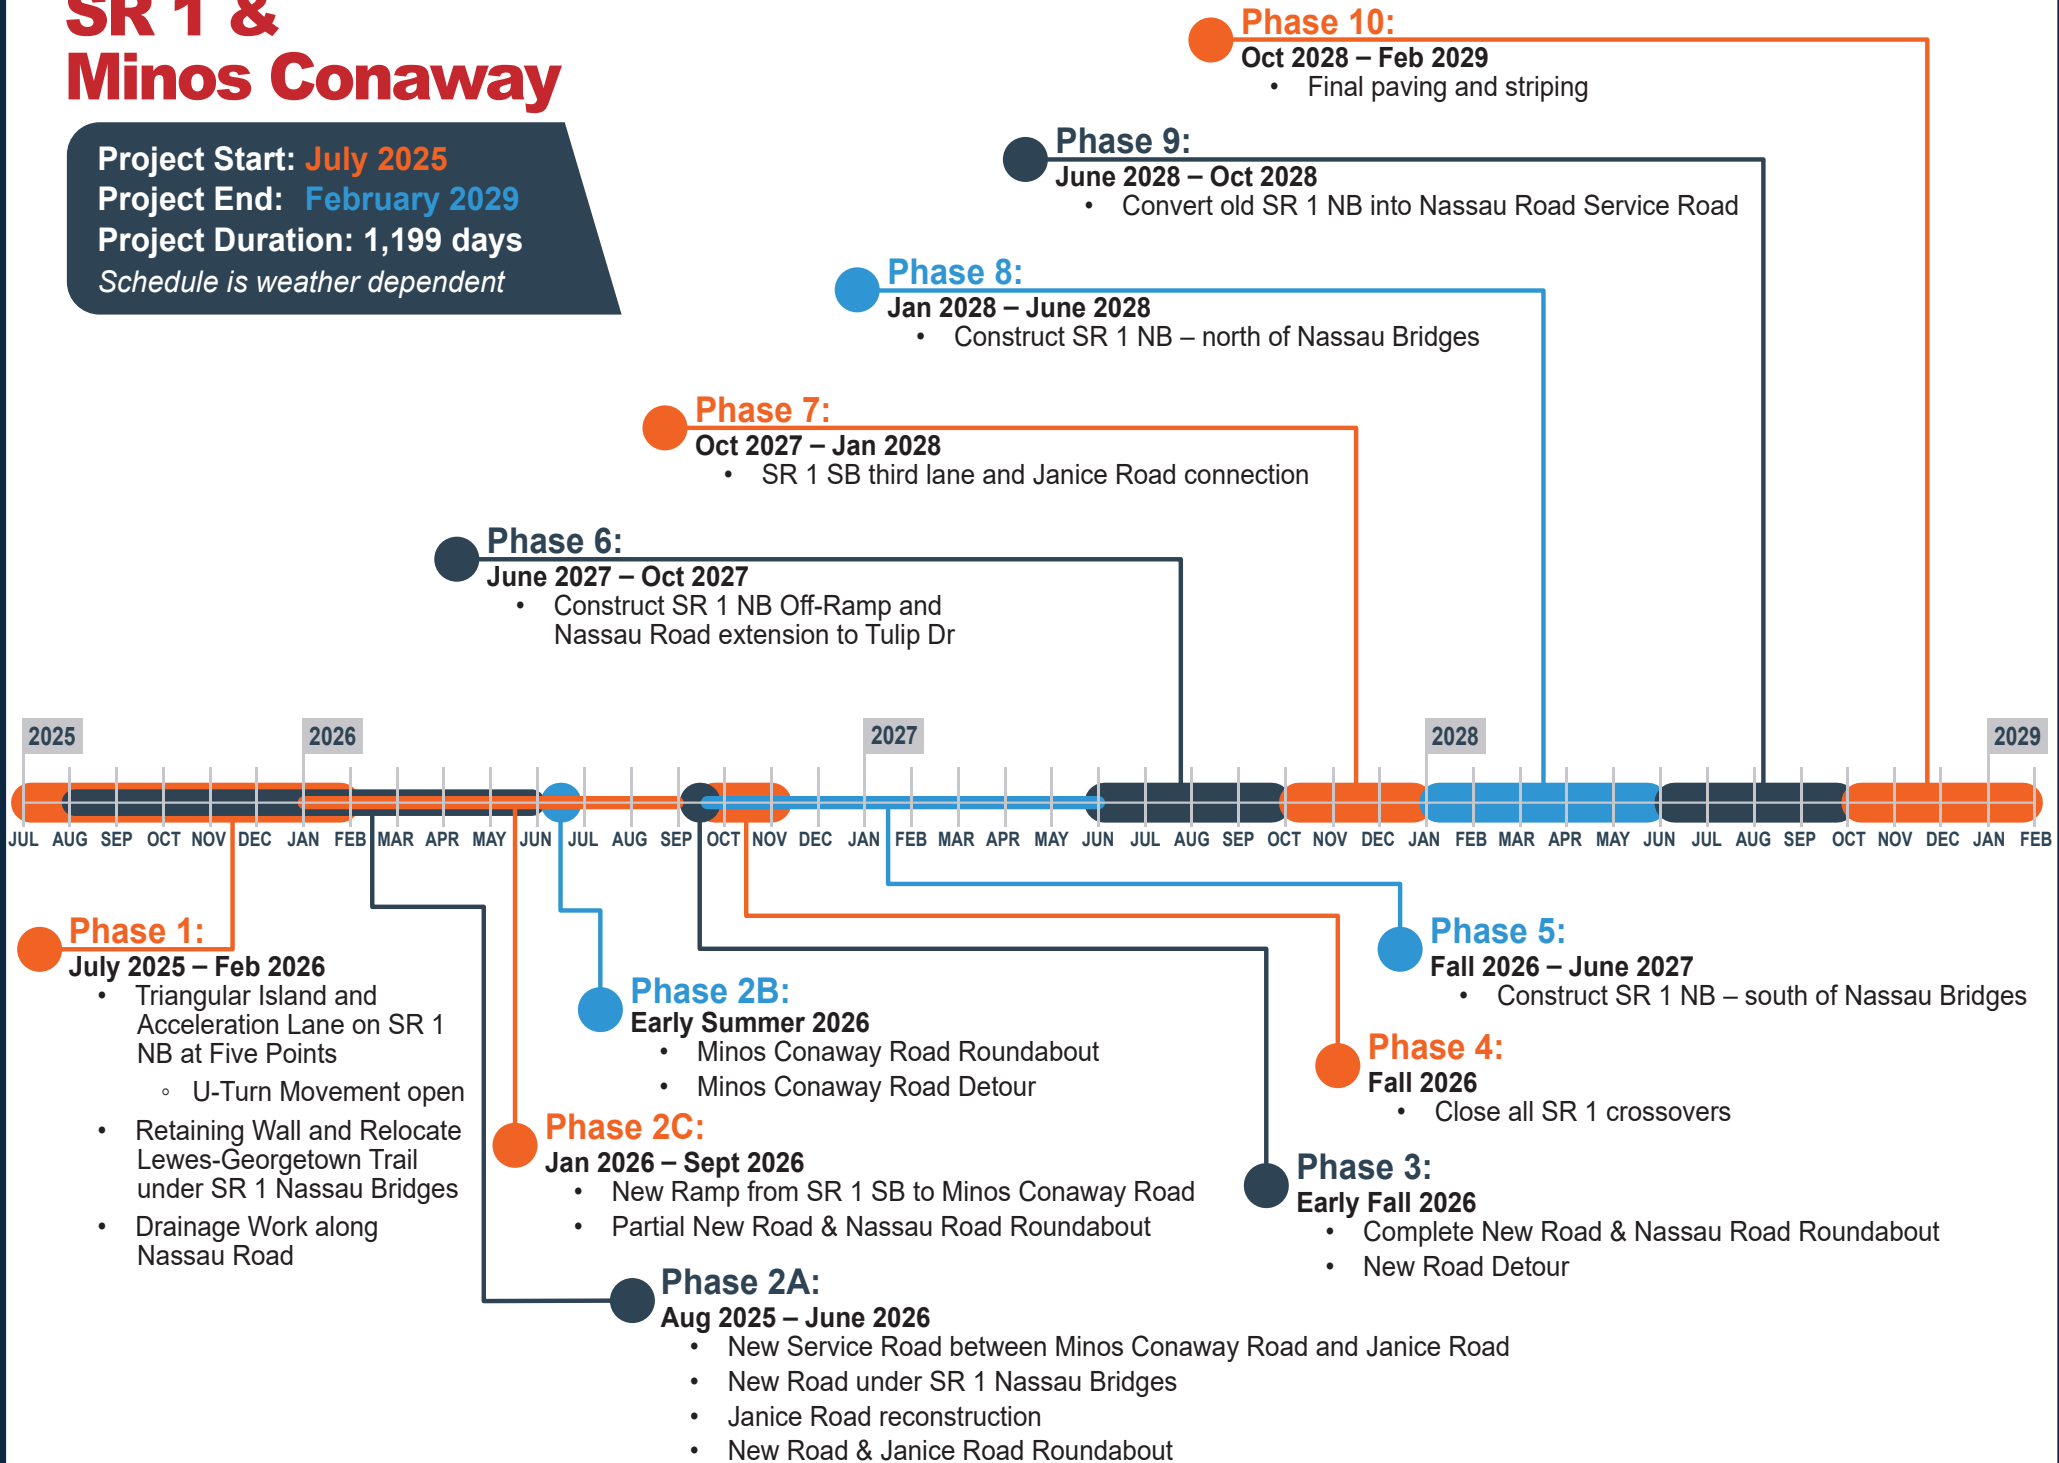 SR 1 &
Minos Conaway
Project Start: July 2025
Project End: February 2029
Project Duration: 1,199 days
Schedule is weather dependent
Phase 10:
Oct 2028 – Feb 2029
• Final paving and striping
Phase 9:
June 2028 – Oct 2028
• Convert old SR 1 NB into Nassau Road Service Road
Phase 8:
Jan 2028 – June 2028
• Construct SR 1 NB – north of Nassau Bridges
Phase 7:
Oct 2027 – Jan 2028
• SR 1 SB third lane and Janice Road connection
Phase 6:
June 2027 – Oct 2027
• Construct SR 1 NB Off-Ramp and
Nassau Road extension to Tulip Dr
2025 2026 2027 2028 2029
JUL AUG SEP OCT NOV DEC JAN FEB MAR APR MAY JUN JUL AUG SEP OCT NOV DEC JAN FEB MAR APR MAY JUN JUL AUG SEP OCT NOV DEC JAN FEB MAR APR MAY JUN JUL AUG SEP OCT NOV DEC JAN FEB
Phase 1:
July 2025 – Feb 2026
• Triangular Island and
Acceleration Lane on SR 1
NB at Five Points
◦ U-Turn Movement open
• Retaining Wall and Relocate
Lewes-Georgetown Trail
under SR 1 Nassau Bridges
• Drainage Work along
Nassau Road
Phase 2B:
Early Summer 2026
• Minos Conaway Road Roundabout
• Minos Conaway Road Detour
Phase 2C:
Jan 2026 – Sept 2026
• New Ramp from SR 1 SB to Minos Conaway Road
• Partial New Road & Nassau Road Roundabout
Phase 2A:
Aug 2025 – June 2026
• New Service Road between Minos Conaway Road and Janice Road
• New Road under SR 1 Nassau Bridges
• Janice Road reconstruction
• New Road & Janice Road Roundabout
Phase 5:
Fall 2026 – June 2027
• Construct SR 1 NB – south of Nassau Bridges
Phase 4:
Fall 2026
• Close all SR 1 crossovers
Phase 3:
Early Fall 2026
• Complete New Road & Nassau Road Roundabout
• New Road Detour